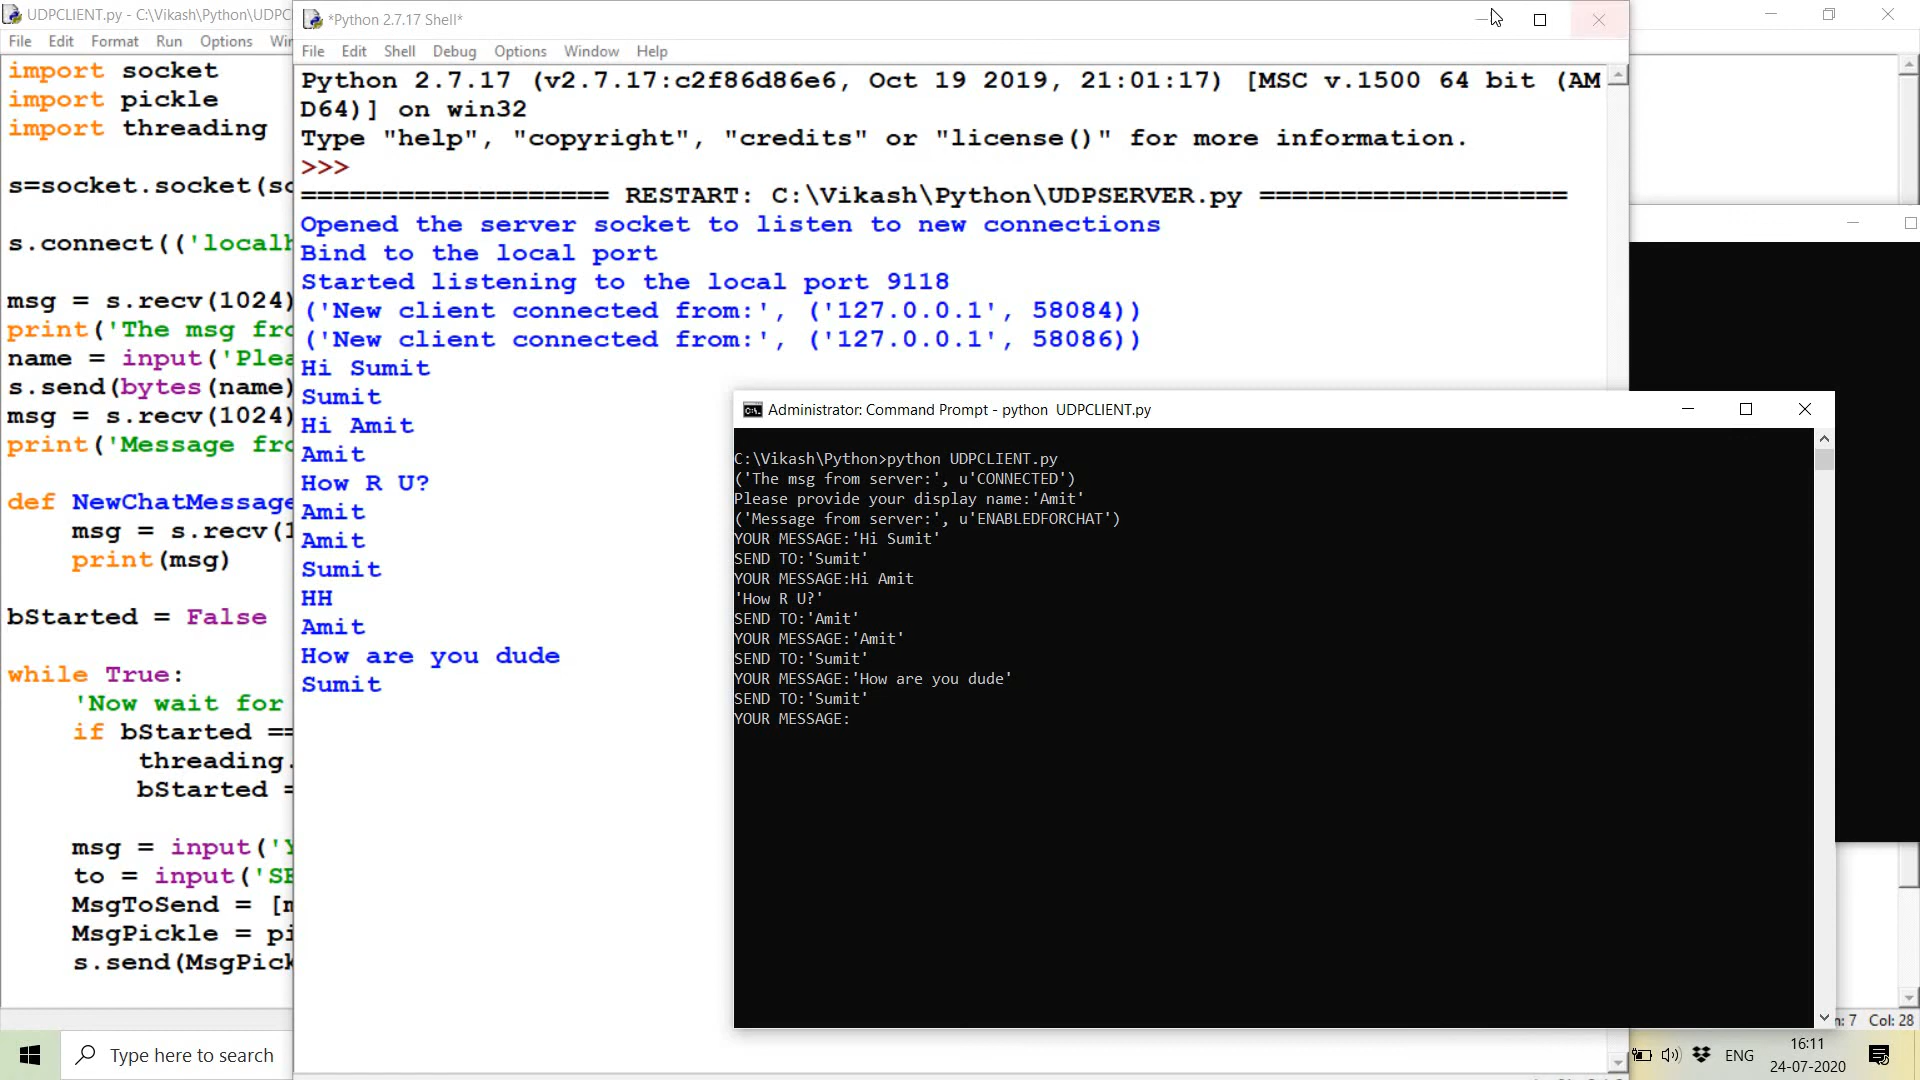 UDPCLIENT.py - C:\Vikash\Python\UDPC
File Edit Format Run Options Win
import socket
import pickle
import threading
s=socket.socket(so
s.connect(('localh
msg = s.recv(1024)
print('The msg fro
name = input('Plea
s.send(bytes(name)
msg = s.recv(1024)
print('Message fro
def NewChatMessage
msg = s.recv(1
print(msg)
bStarted = False
while True:
'Now wait for
if bStarted ==
threading.
bStarted =
msg = input('Y
to = input('SE
MsgToSend = [m
MsgPickle = pi
s.send(MsgPick
*Python 2.7.17 Shell*
File Edit Shell Debug Options Window Help
Python 2.7.17 (v2.7.17:c2f86d86e6, Oct 19 2019, 21:01:17) [MSC v.1500 64 bit (AM
D64)] on win32
Type "help", "copyright", "credits" or "license()" for more information.
>>>
=================== RESTART: C:\Vikash\Python\UDPSERVER.py ===================
Opened the server socket to listen to new connections
Bind to the local port
Started listening to the local port 9118
('New client connected from:', ('127.0.0.1', 58084))
('New client connected from:', ('127.0.0.1', 58086))
Hi Sumit
Sumit
Hi Amit
Amit
How R U?
Amit
Amit
Sumit
HH
Amit
How are you dude
Sumit
Administrator: Command Prompt - python UDPCLIENT.py
C:\Vikash\Python>python UDPCLIENT.py
('The msg from server:', u'CONNECTED')
Please provide your display name:'Amit'
('Message from server:', u'ENABLEDFORCHAT')
YOUR MESSAGE:'Hi Sumit'
SEND TO:'Sumit'
YOUR MESSAGE:Hi Amit
'How R U?'
SEND TO:'Amit'
YOUR MESSAGE:'Amit'
SEND TO:'Sumit'
YOUR MESSAGE:'How are you dude'
SEND TO:'Sumit'
YOUR MESSAGE:
n: 7 Col: 28
Type here to search
ENG
16:11
24-07-2020